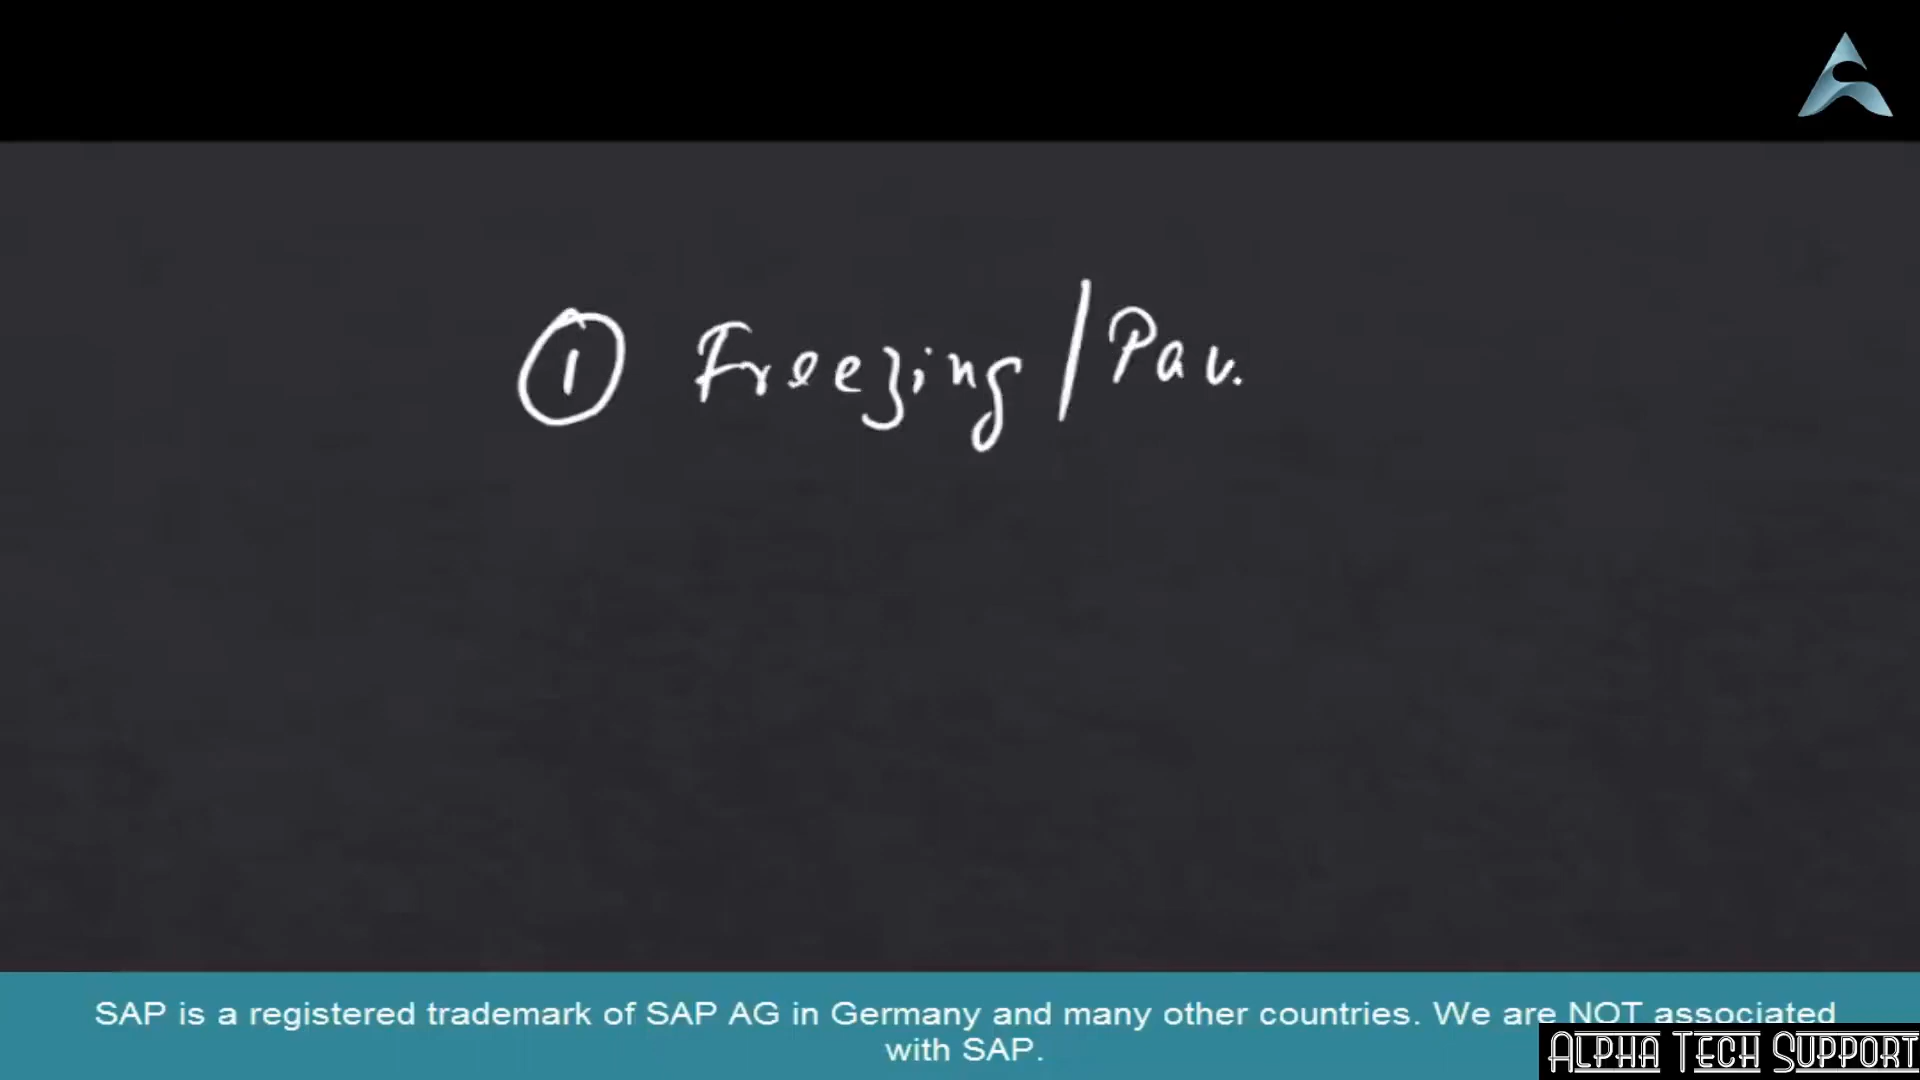 ① Freezing / Pau.
SAP is a registered trademark of SAP AG in Germany and many other countries. We are NOT associated
with SAP.
Alpha Tech Support